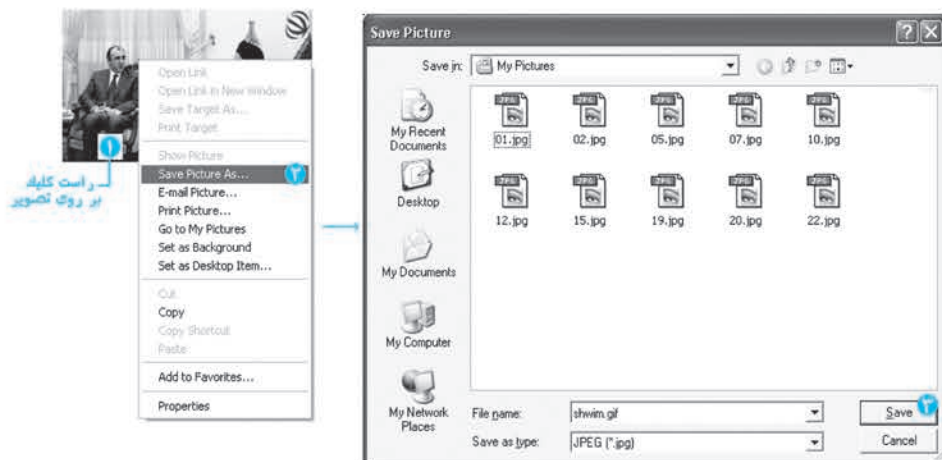 ۱
راست کلیک
بر روی تصویر
Open Link
Open Link in New Window
Save Target As...
Print Target
Show Picture
Save Picture As... ۲
E-mail Picture...
Print Picture...
Go to My Pictures
Set as Background
Set as Desktop Item...
Cut
Copy
Copy Shortcut
Paste
Add to Favorites...
Properties
Save Picture
Save in: My Pictures
My Recent
Documents
Desktop
My Documents
My Computer
My Network
Places
01.jpg 02.jpg 05.jpg 07.jpg 10.jpg
12.jpg 15.jpg 19.jpg 20.jpg 22.jpg
File name: shwim.gif Save ۳
Save as type: JPEG (*.jpg) Cancel